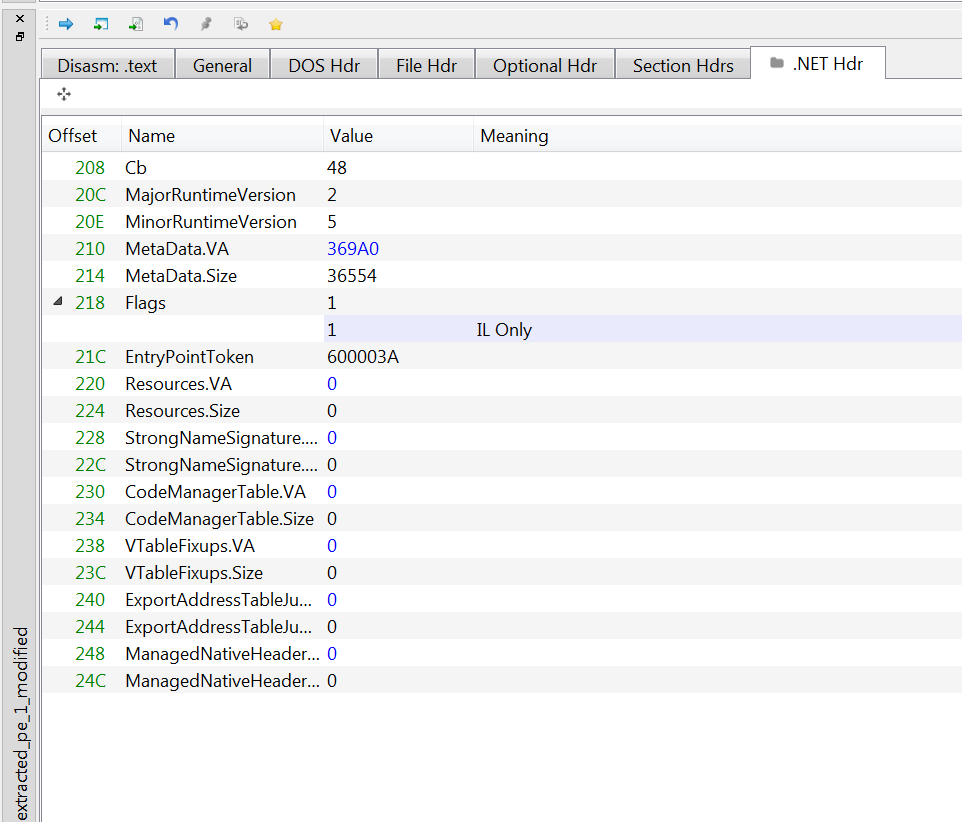 Disasm: .text General DOS Hdr File Hdr Optional Hdr Section Hdrs .NET Hdr
Offset Name Value Meaning
208 Cb 48
20C MajorRuntimeVersion 2
20E MinorRuntimeVersion 5
210 MetaData.VA 369A0
214 MetaData.Size 36554
218 Flags 1
1 IL Only
21C EntryPointToken 600003A
220 Resources.VA 0
224 Resources.Size 0
228 StrongNameSignature.... 0
22C StrongNameSignature.... 0
230 CodeManagerTable.VA 0
234 CodeManagerTable.Size 0
238 VTableFixups.VA 0
23C VTableFixups.Size 0
240 ExportAddressTableJu... 0
244 ExportAddressTableJu... 0
248 ManagedNativeHeader... 0
24C ManagedNativeHeader... 0
extracted_pe_1_modified